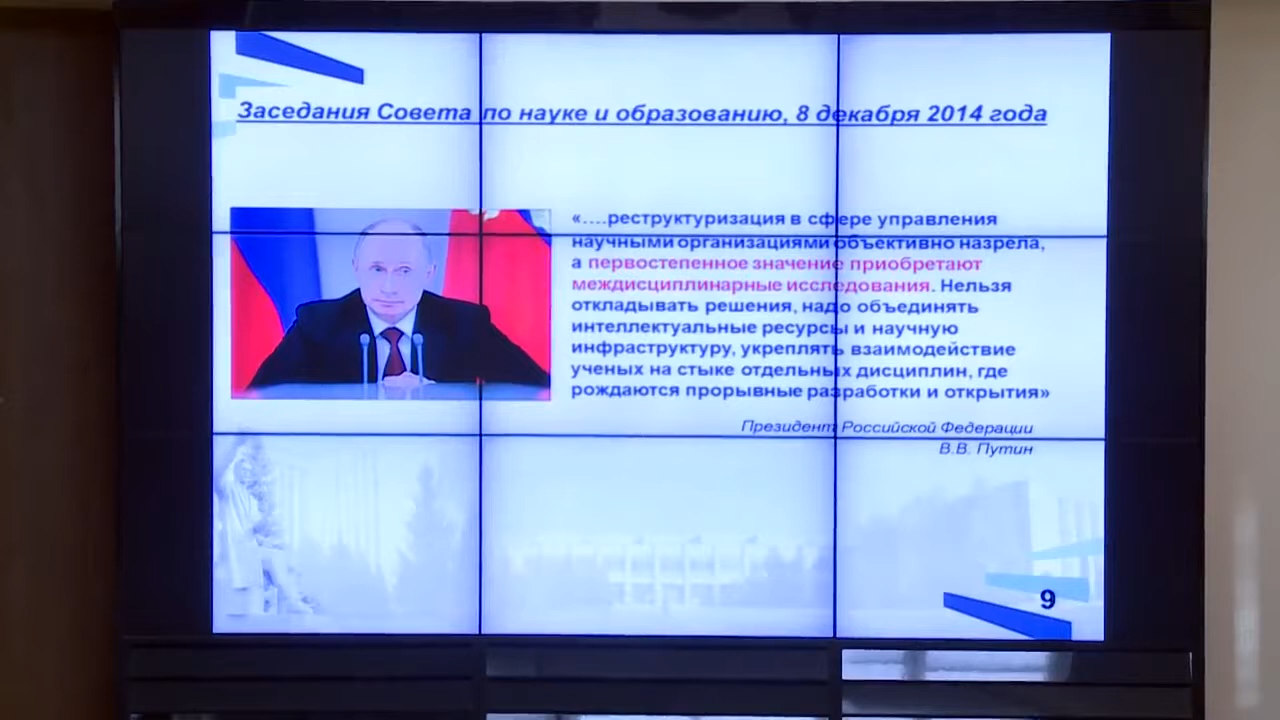 Заседания Совета по науке и образованию, 8 декабря 2014 года
«....реструктуризация в сфере управления
научными организациями объективно назрела,
а первостепенное значение приобретают
междисциплинарные исследования. Нельзя
откладывать решения, надо объединять
интеллектуальные ресурсы и научную
инфраструктуру, укреплять взаимодействие
ученых на стыке отдельных дисциплин, где
рождаются прорывные разработки и открытия»
Президент Российской Федерации
В.В. Путин
9